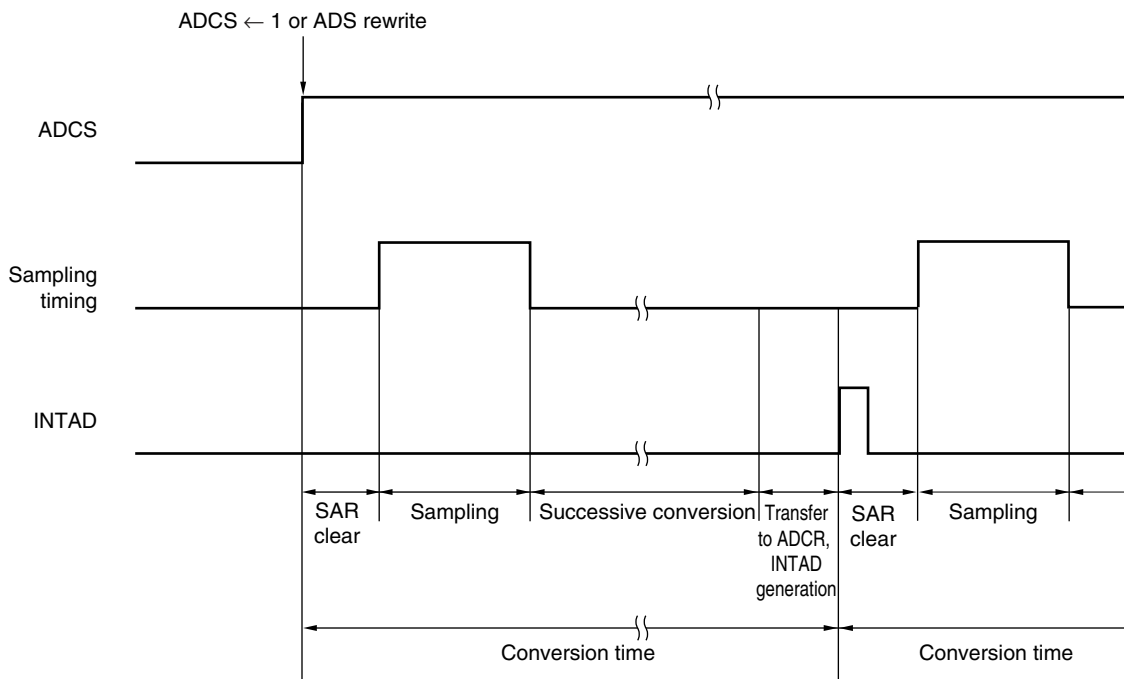 ADCS ← 1 or ADS rewrite
ADCS
Sampling
timing
INTAD
SAR
clear
Sampling
Successive conversion
Transfer
to ADCR,
INTAD
generation
SAR
clear
Sampling
Conversion time
Conversion time